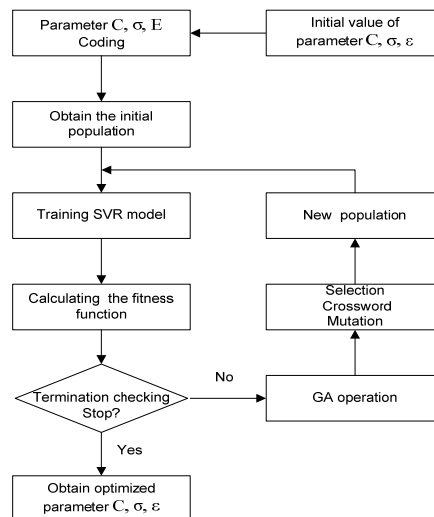 Parameter C, σ, E
Coding
Initial value of
parameter C, σ, ε
Obtain the initial
population
Training SVR model
New population
Calculating the fitness
function
Selection
Crossword
Mutation
Termination checking
Stop?
No
GA operation
Yes
Obtain optimized
parameter C, σ, ε